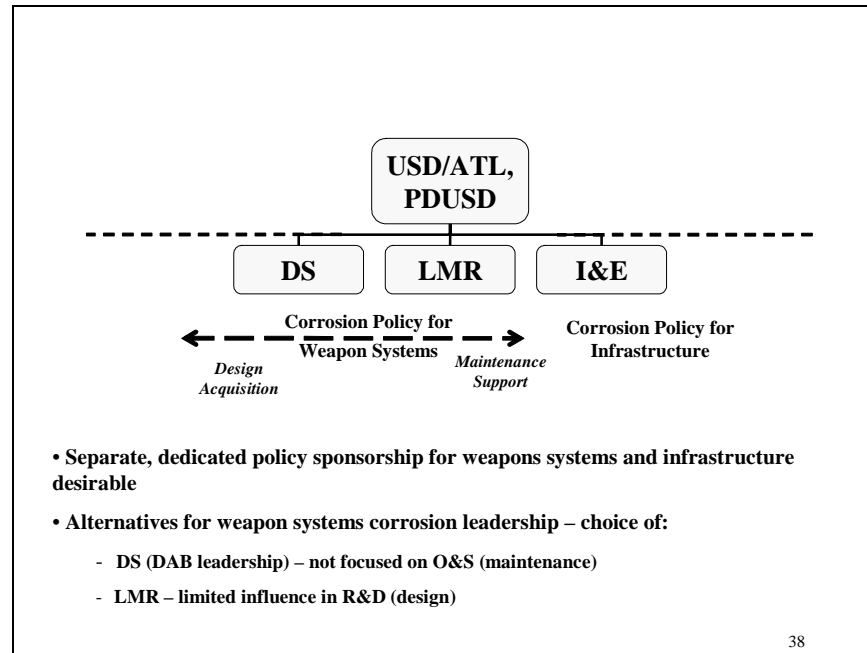 USD/ATL,
PDUSD
DS
LMR
I&E
Corrosion Policy for
Weapon Systems
Corrosion Policy for
Infrastructure
Design
Acquisition
Maintenance
Support
• Separate, dedicated policy sponsorship for weapons systems and infrastructure
desirable
• Alternatives for weapon systems corrosion leadership – choice of:
- DS (DAB leadership) – not focused on O&S (maintenance)
- LMR – limited influence in R&D (design)
38